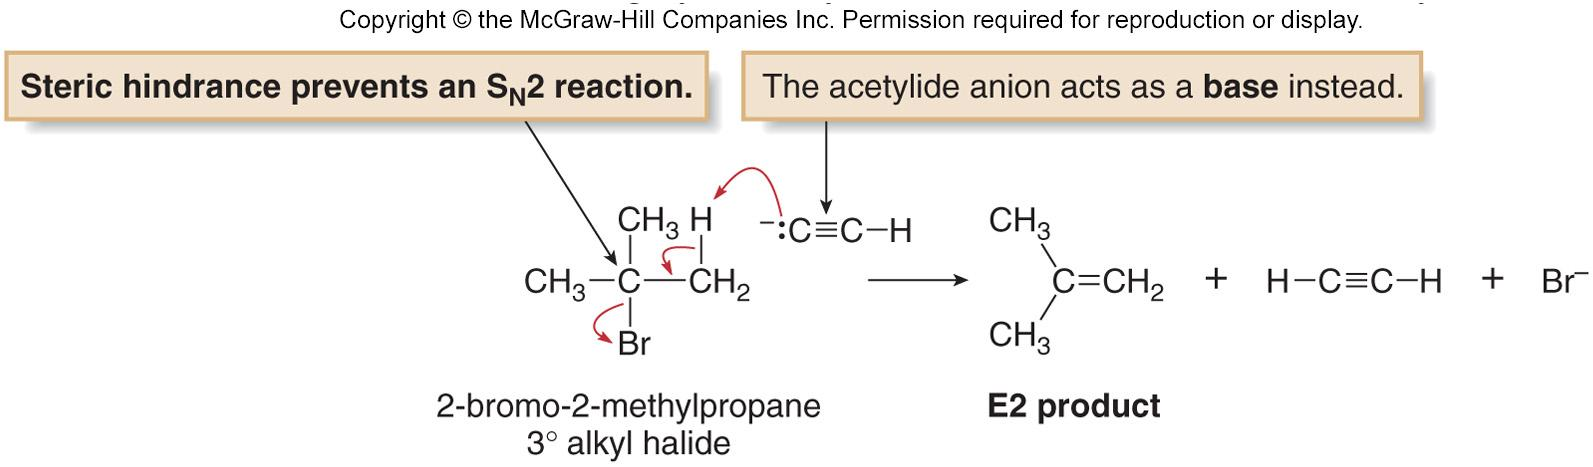 Copyright © the McGraw-Hill Companies Inc. Permission required for reproduction or display.
Steric hindrance prevents an SN2 reaction.
The acetylide anion acts as a base instead.
CH3 H
⁻:C≡C–H
CH3–C–CH2
Br
CH3
C=CH2 + H–C≡C–H + Br⁻
CH3
2-bromo-2-methylpropane
3° alkyl halide
E2 product